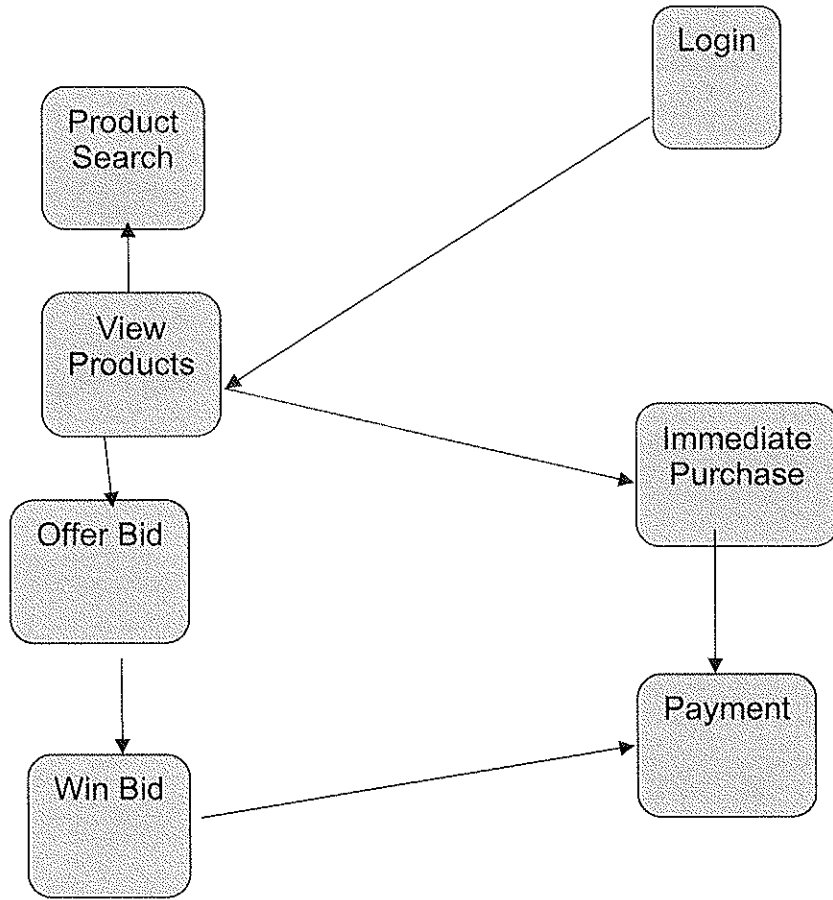 Login
Product
Search
View
Products
Immediate
Purchase
Offer Bid
Payment
Win Bid